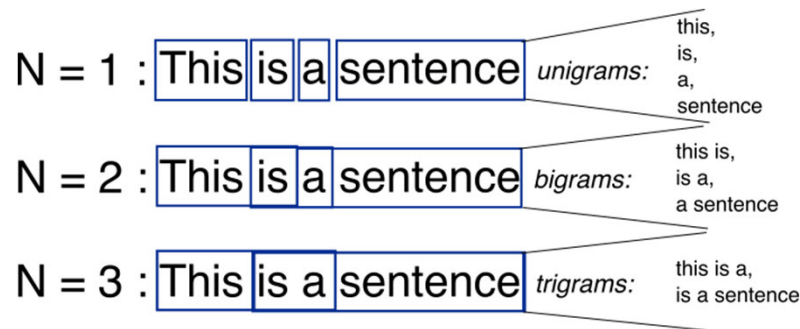 N = 1 : This is a sentence unigrams:
this,
is,
a,
sentence
N = 2 : This is a sentence bigrams:
this is,
is a,
a sentence
N = 3 : This is a sentence trigrams:
this is a,
is a sentence